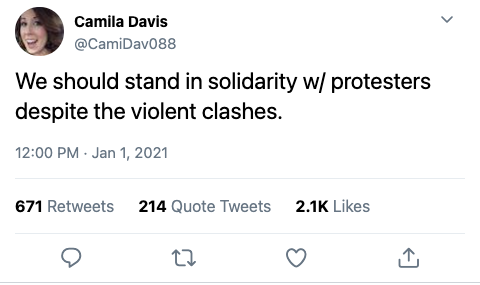 Camila Davis
@CamiDav088
We should stand in solidarity w/ protesters
despite the violent clashes.
12:00 PM · Jan 1, 2021
671 Retweets 214 Quote Tweets 2.1K Likes